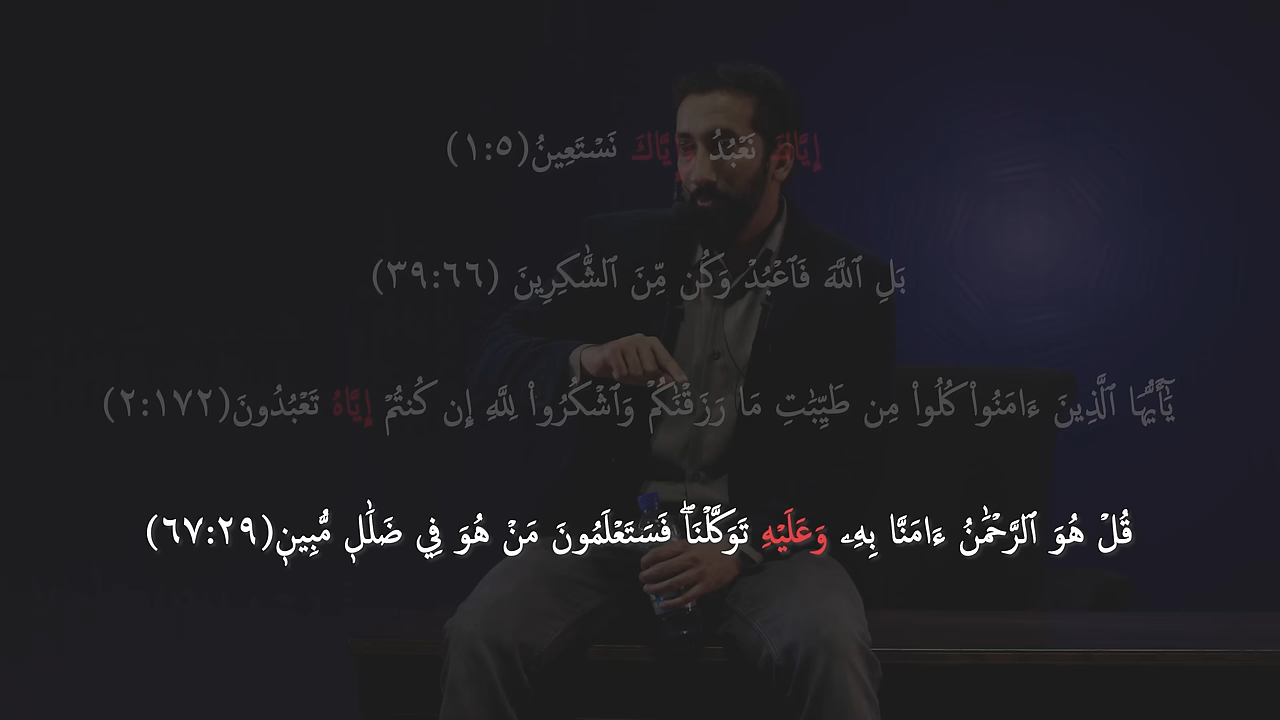 إِيَّاكَ نَعْبُدُ وَإِيَّاكَ نَسْتَعِينُ(١:٥)
بَلِ ٱللَّهَ فَٱعْبُدْ وَكُن مِّنَ ٱلشَّٰكِرِينَ (٣٩:٦٦)
يَٰٓأَيُّهَا ٱلَّذِينَ ءَامَنُوا۟ كُلُوا۟ مِن طَيِّبَٰتِ مَا رَزَقْنَٰكُمْ وَٱشْكُرُوا۟ لِلَّهِ إِن كُنتُمْ إِيَّاهُ تَعْبُدُونَ(٢:١٧٢)
قُلْ هُوَ ٱلرَّحْمَٰنُ ءَامَنَّا بِهِۦ وَعَلَيْهِ تَوَكَّلْنَا ۖ فَسَتَعْلَمُونَ مَنْ هُوَ فِي ضَلَٰلٍ مُّبِينٍ(٦٧:٢٩)